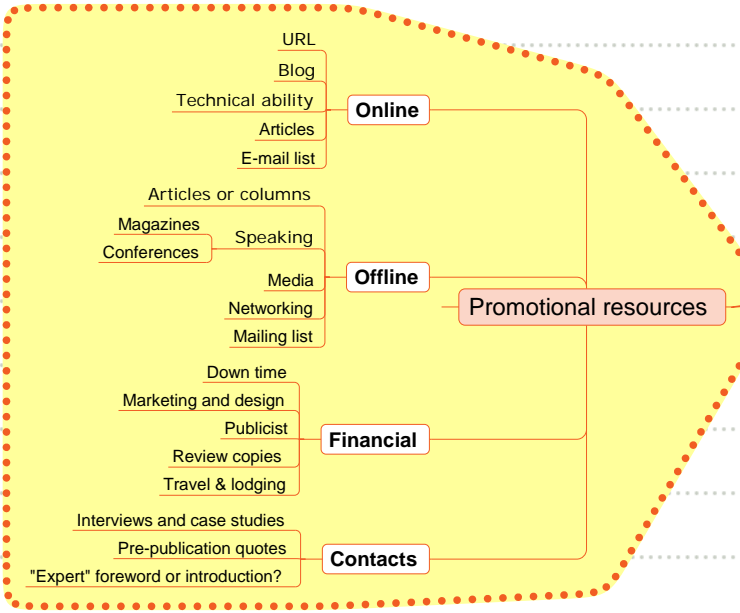 URL
Blog
Technical ability
Articles
E-mail list
Online
Articles or columns
Magazines
Conferences
Speaking
Media
Networking
Mailing list
Offline
Promotional resources
Down time
Marketing and design
Publicist
Review copies
Travel & lodging
Financial
Interviews and case studies
Pre-publication quotes
"Expert" foreword or introduction?
Contacts